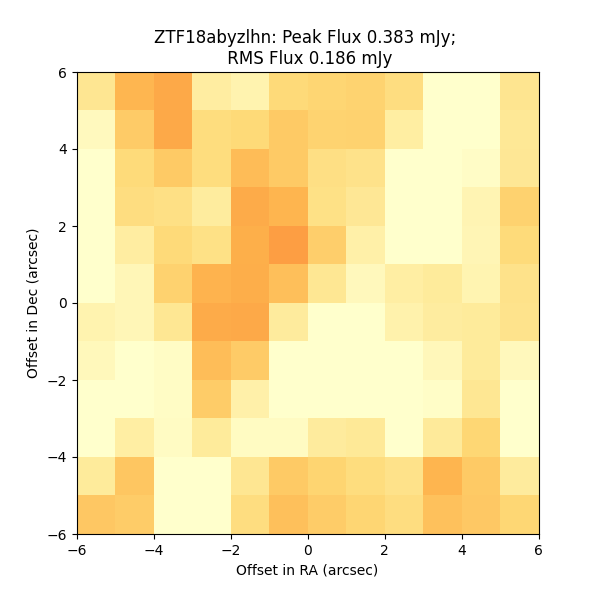 ZTF18abyzlhn: Peak Flux 0.383 mJy;
RMS Flux 0.186 mJy
6
4
2
0
−2
−4
−6
Offset in Dec (arcsec)
−6 −4 −2 0 2 4 6
Offset in RA (arcsec)